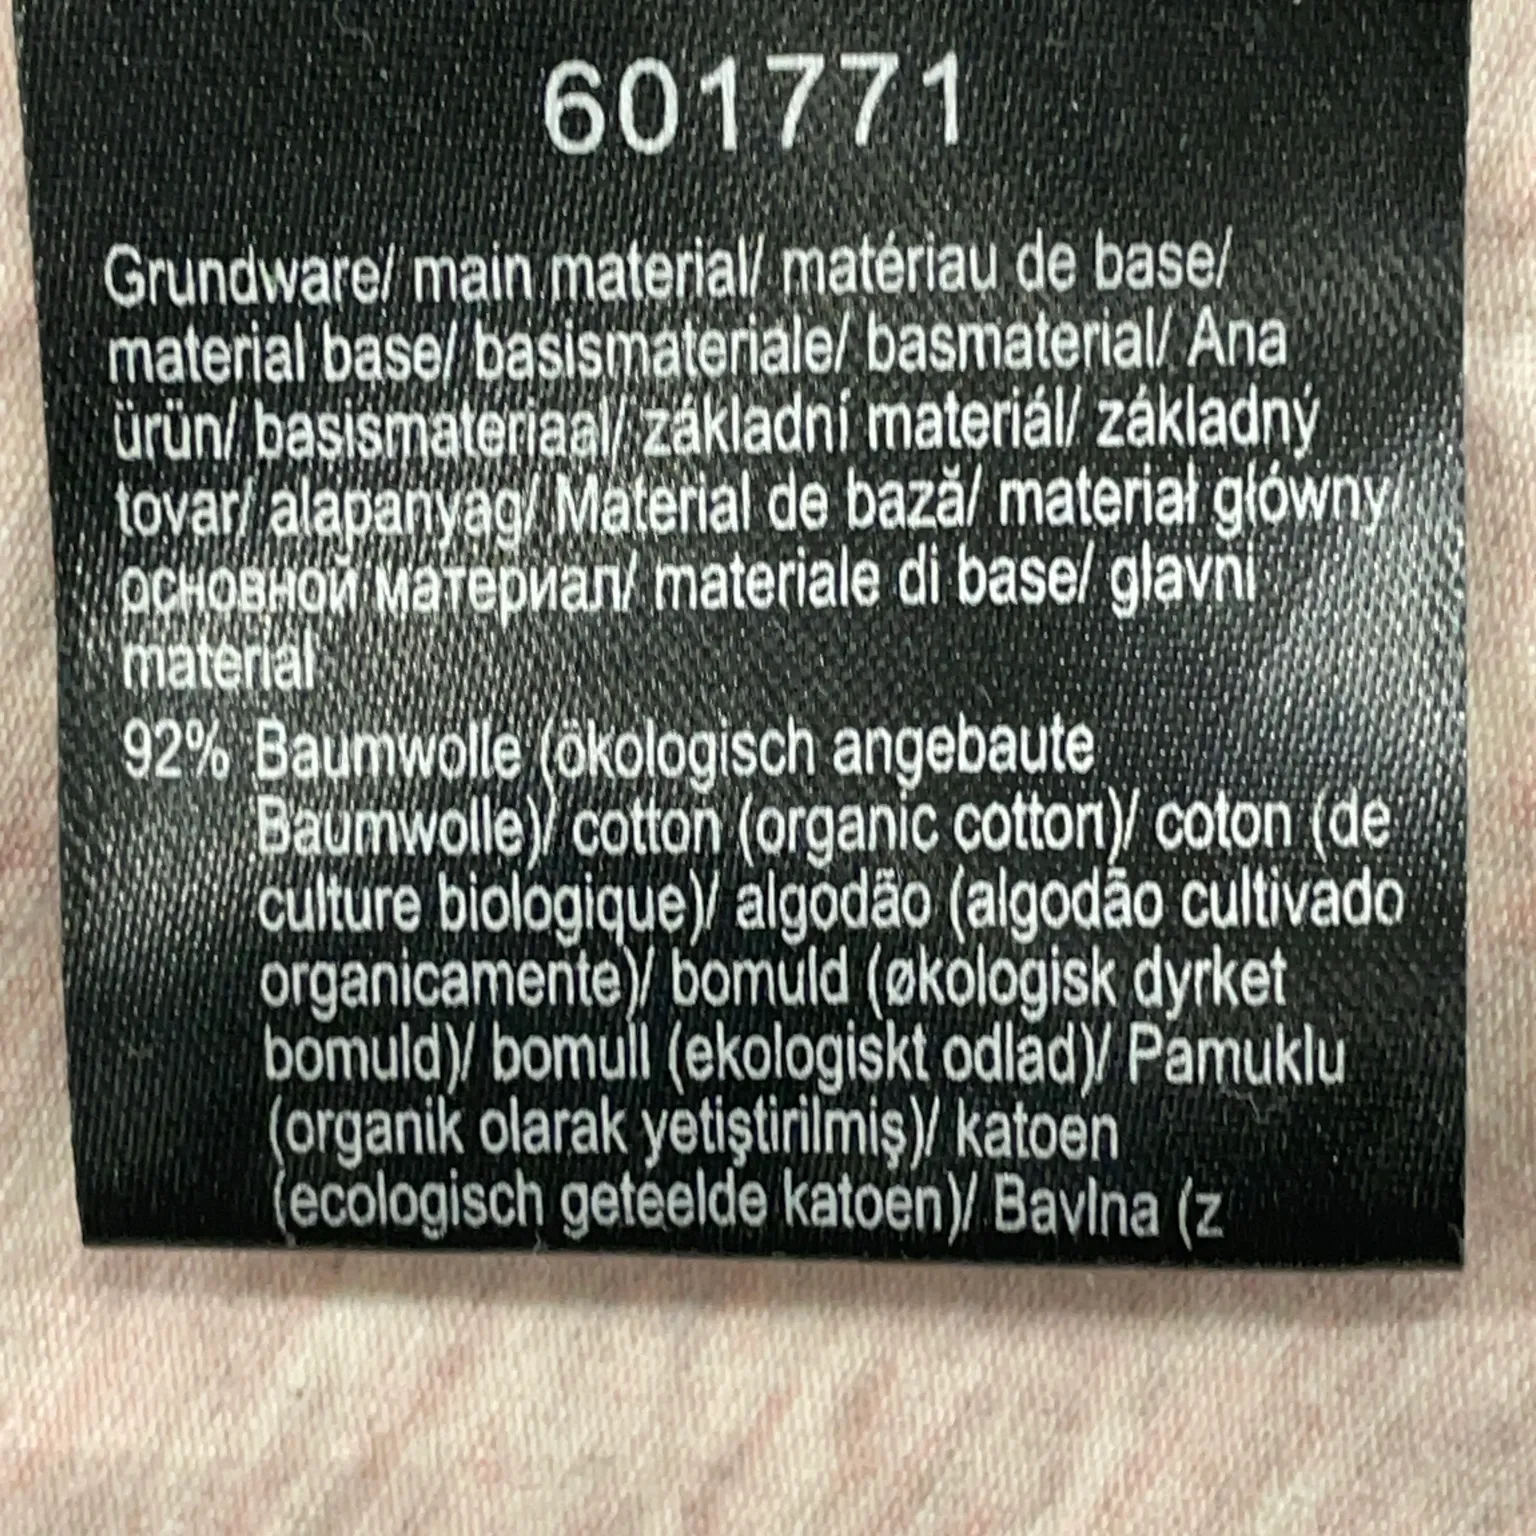 601771
Grundware/ main material/ matériau de base/
material base/ basismateriale/ basmaterial/ Ana
ürün/ basismateriaal/ základní materiál/ základný
tovar/ alapanyag/ Material de bază/ materiał główny/
основной материал/ materiale di base/ glavni
material
92% Baumwolle (ökologisch angebaute
Baumwolle)/ cotton (organic cotton)/ coton (de
culture biologique)/ algodão (algodão cultivado
organicamente)/ bomuld (økologisk dyrket
bomuld)/ bomull (ekologiskt odlad)/ Pamuklu
(organik olarak yetiştirilmiş)/ katoen
(ecologisch geteelde katoen)/ Bavlna (z